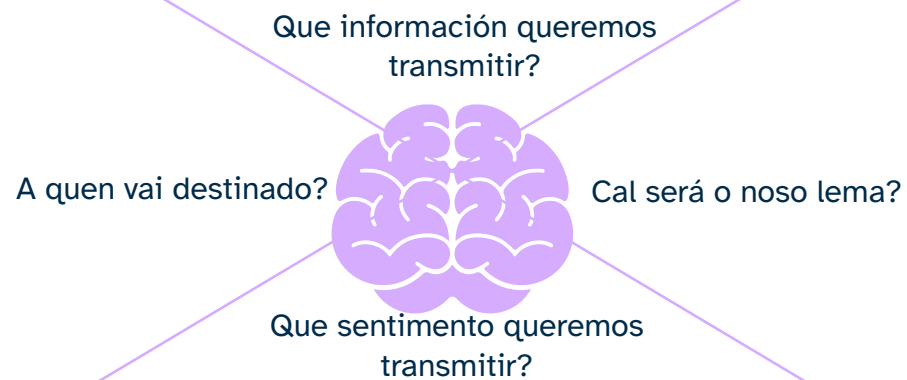 Que información queremos
transmitir?
A quen vai destinado?
Cal será o noso lema?
Que sentimento queremos
transmitir?